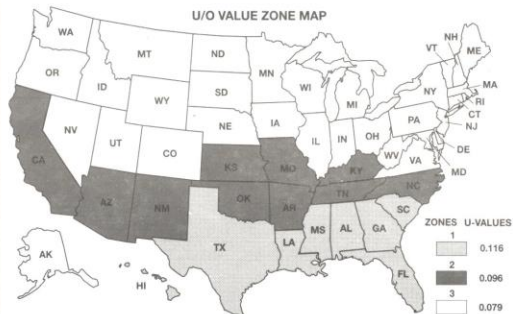 U/O VALUE ZONE MAP
WA
MT
ND
MN
VT
NH
ME
OR
ID
WY
SD
WI
MI
NY
MA
RI
CT
NJ
NV
UT
CO
NE
IA
IL
IN
OH
PA
WV
VA
DE
MD
CA
AZ
NM
KS
MO
KY
OK
AR
TN
NC
TX
LA
MS
AL
GA
SC
FL
AK
HI
ZONES U-VALUES
1
0.116
2
0.096
3
0.079